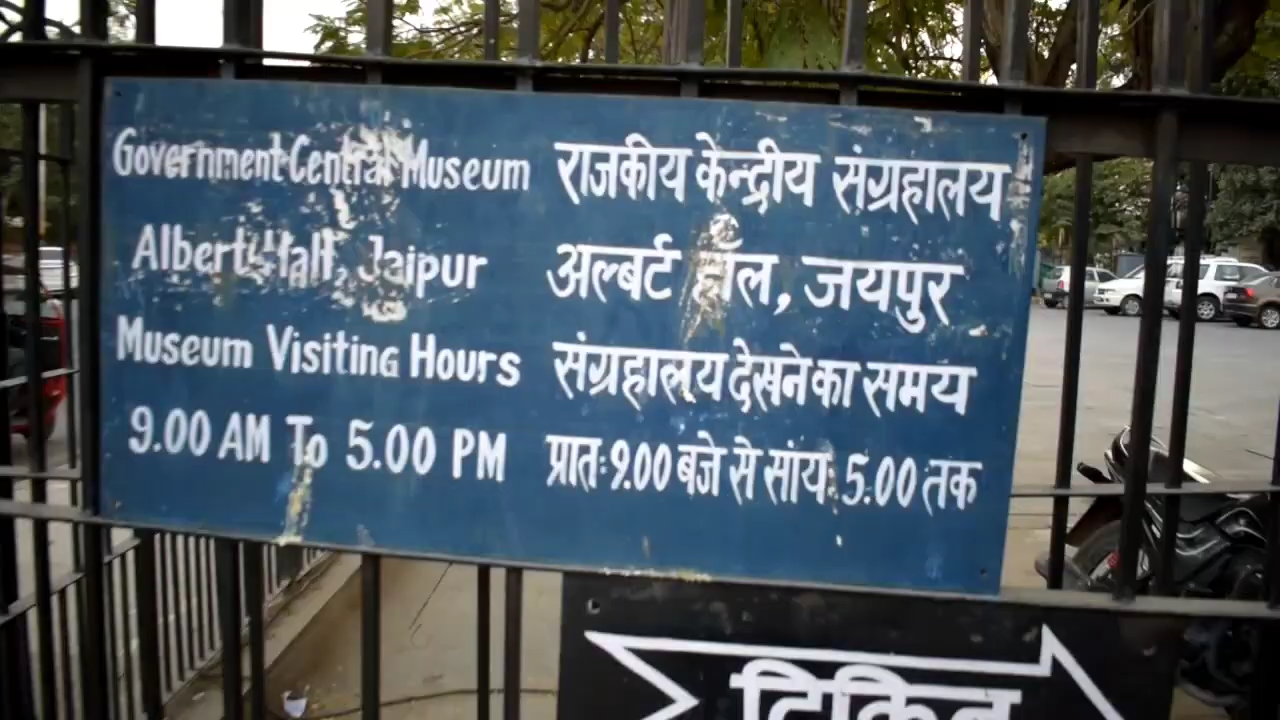 Government Central Museum
Albert Hall, Jaipur
Museum Visiting Hours
9.00 AM To 5.00 PM
राजकीय केन्द्रीय संग्रहालय
अल्बर्ट हॉल, जयपुर
संग्रहालय देखने का समय
प्रातः 9.00 बजे से सांयः 5.00 तक